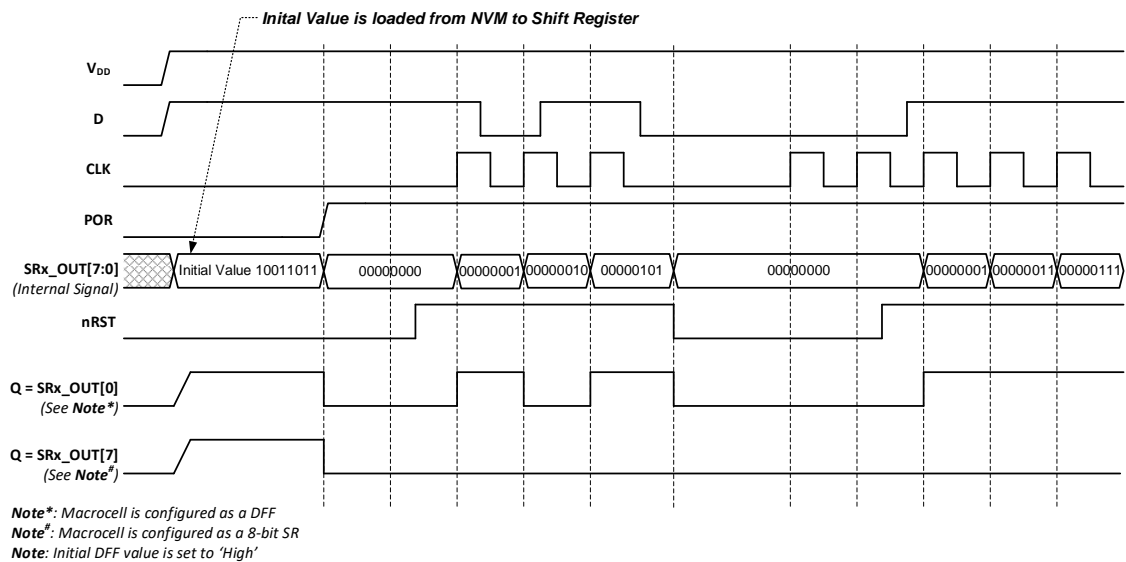 Inital Value is loaded from NVM to Shift Register
VDD
D
CLK
POR
SRx_OUT[7:0]
(Internal Signal)
Initial Value 10011011 00000000 00000001 00000010 00000101 00000000 00000001 00000011 00000111
nRST
Q = SRx_OUT[0]
(See Note*)
Q = SRx_OUT[7]
(See Note#)
Note*: Macrocell is configured as a DFF
Note#: Macrocell is configured as a 8-bit SR
Note: Initial DFF value is set to ‘High’